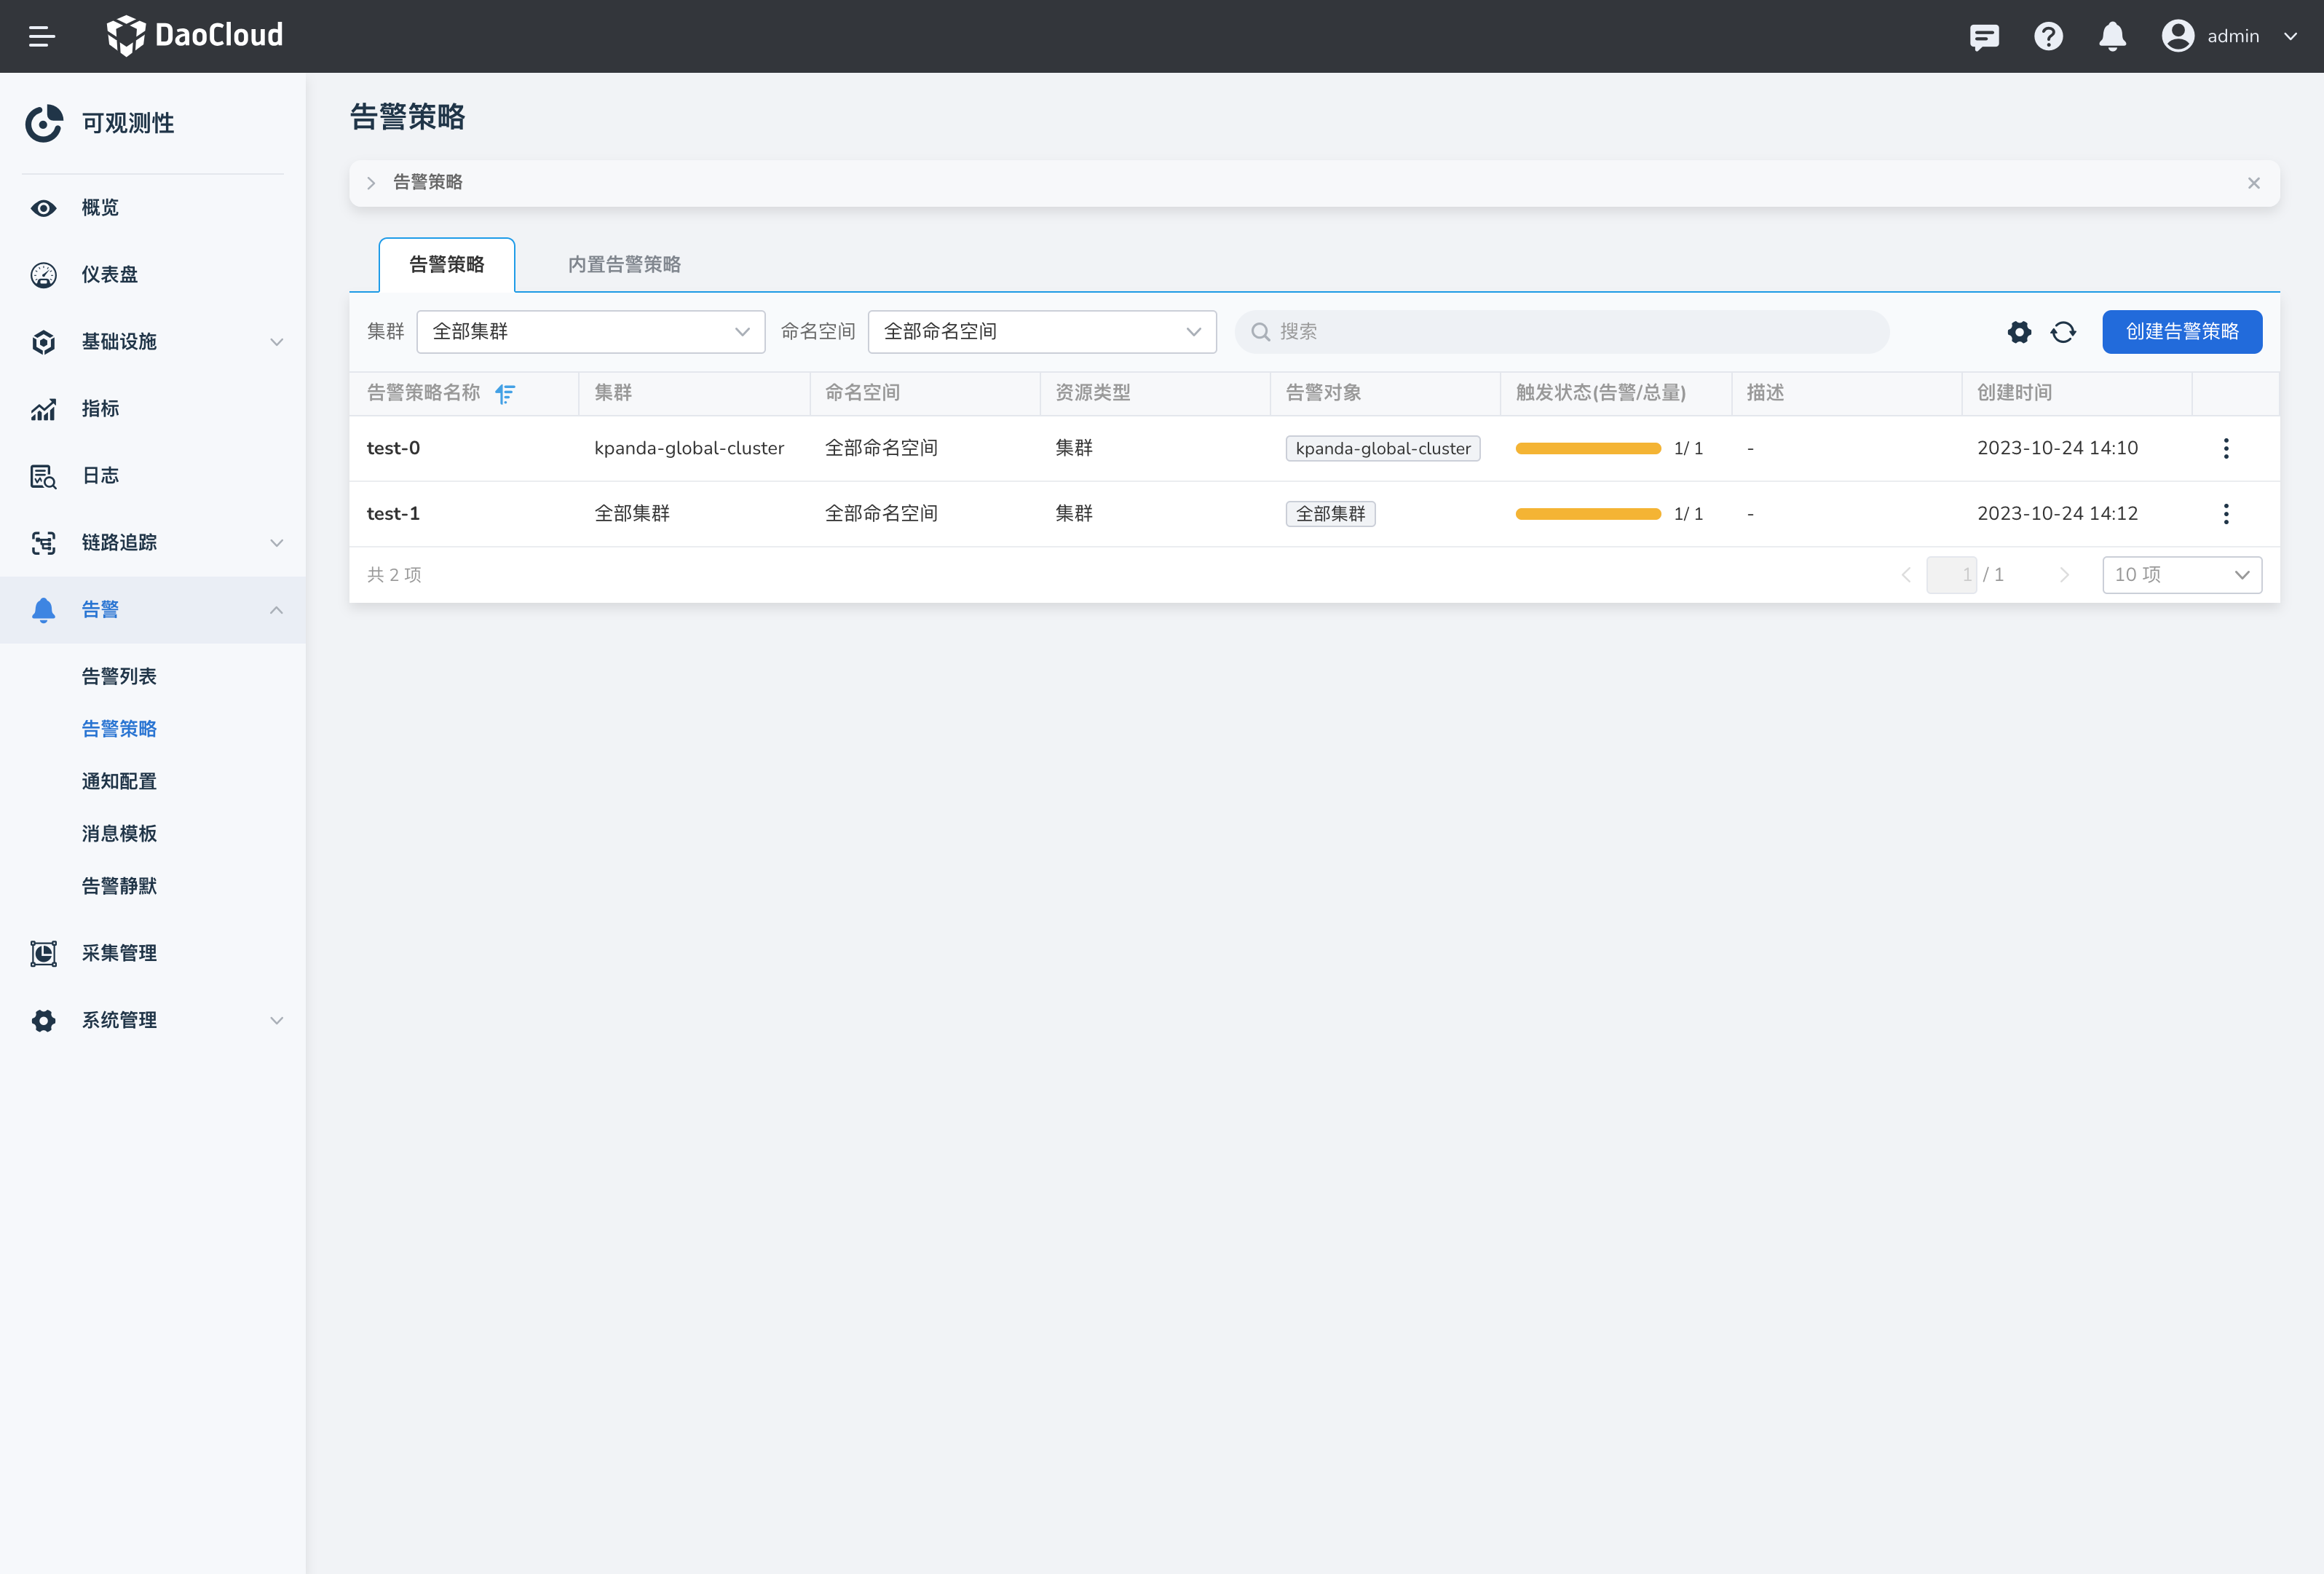 DaoCloud
admin
可观测性
概览
仪表盘
基础设施
指标
日志
链路追踪
告警
告警列表
告警策略
通知配置
消息模板
告警静默
采集管理
系统管理
告警策略
告警策略
告警策略 内置告警策略
集群 全部集群 命名空间 全部命名空间 搜索 创建告警策略
告警策略名称 集群 命名空间 资源类型 告警对象 触发状态(告警/总量) 描述 创建时间
test-0 kpanda-global-cluster 全部命名空间 集群 kpanda-global-cluster 1/ 1 - 2023-10-24 14:10
test-1 全部集群 全部命名空间 集群 全部集群 1/ 1 - 2023-10-24 14:12
共 2 项 1 / 1 10 项